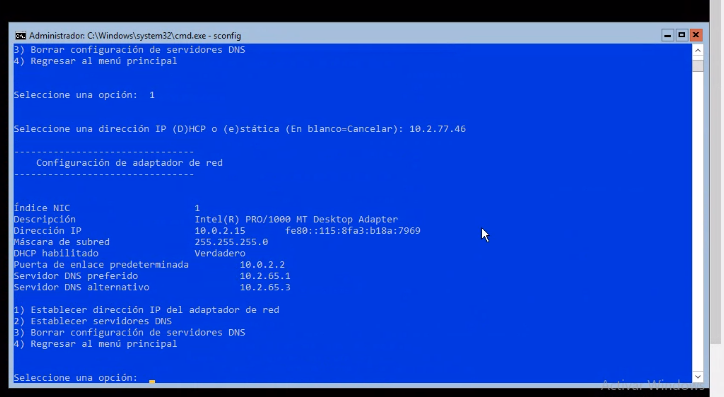 Administrador: C:\Windows\system32\cmd.exe - sconfig
3) Borrar configuración de servidores DNS
4) Regresar al menú principal
Seleccione una opción: 1
Seleccione una dirección IP (D)HCP o (e)stática (En blanco=Cancelar): 10.2.77.46
--------------------------------
Configuración de adaptador de red
--------------------------------
Índice NIC 1
Descripción Intel(R) PRO/1000 MT Desktop Adapter
Dirección IP 10.0.2.15 fe80::115:8fa3:b18a:7969
Máscara de subred 255.255.255.0
DHCP habilitado Verdadero
Puerta de enlace predeterminada 10.0.2.2
Servidor DNS preferido 10.2.65.1
Servidor DNS alternativo 10.2.65.3
1) Establecer dirección IP del adaptador de red
2) Establecer servidores DNS
3) Borrar configuración de servidores DNS
4) Regresar al menú principal
Seleccione una opción:
Activar Windows